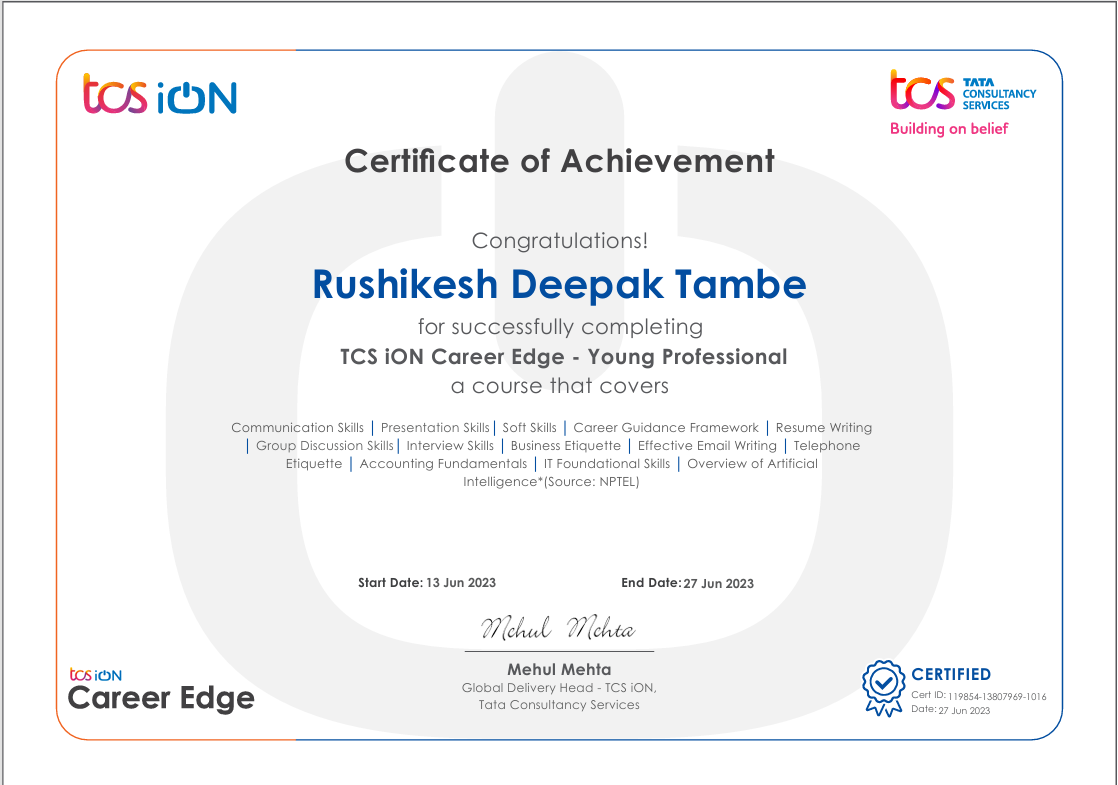 tcs iON
tcs TATA
CONSULTANCY
SERVICES
Building on belief
Certificate of Achievement
Congratulations!
Rushikesh Deepak Tambe
for successfully completing
TCS iON Career Edge - Young Professional
a course that covers
Communication Skills | Presentation Skills | Soft Skills | Career Guidance Framework | Resume Writing
| Group Discussion Skills | Interview Skills | Business Etiquette | Effective Email Writing | Telephone
Etiquette | Accounting Fundamentals | IT Foundational Skills | Overview of Artificial
Intelligence*(Source: NPTEL)
Start Date: 13 Jun 2023 End Date: 27 Jun 2023
Mehul Mehta
Mehul Mehta
Global Delivery Head - TCS iON,
Tata Consultancy Services
tcs iON
Career Edge
CERTIFIED
Cert ID: 119854-13807969-1016
Date: 27 Jun 2023